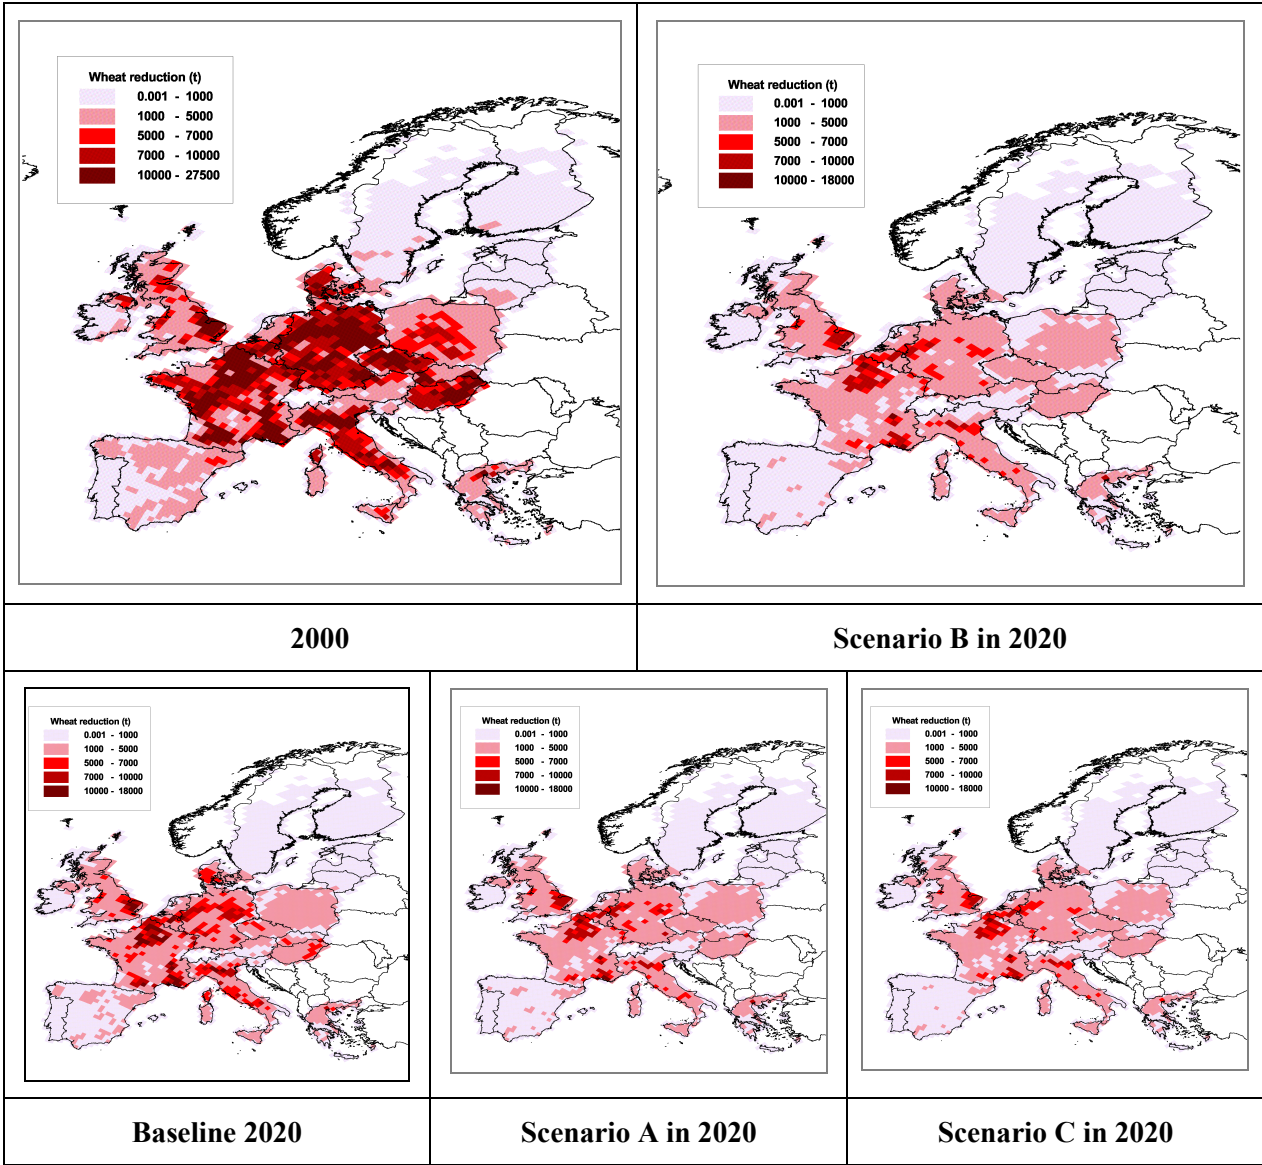 Wheat reduction (t)
0.001 - 1000
1000 - 5000
5000 - 7000
7000 - 10000
10000 - 27500
Wheat reduction (t)
0.001 - 1000
1000 - 5000
5000 - 7000
7000 - 10000
10000 - 18000
2000
Scenario B in 2020
Wheat reduction (t)
0.001 - 1000
1000 - 5000
5000 - 7000
7000 - 10000
10000 - 18000
Wheat reduction (t)
0.001 - 1000
1000 - 5000
5000 - 7000
7000 - 10000
10000 - 18000
Wheat reduction (t)
0.001 - 1000
1000 - 5000
5000 - 7000
7000 - 10000
10000 - 18000
Baseline 2020
Scenario A in 2020
Scenario C in 2020